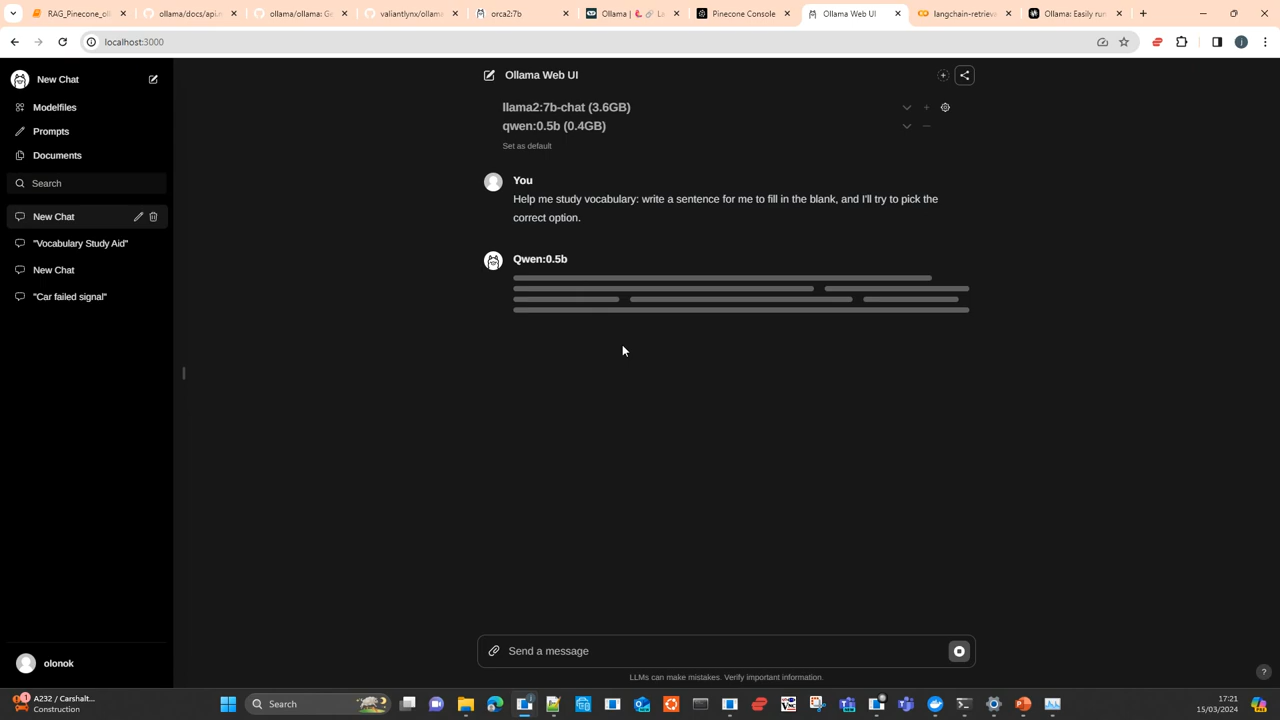 RAG_Pinecone_oll
ollama/docs/api.m
ollama/ollama: Ge
valiantlynx/ollama
orca2:7b
Ollama | 🦜🔗 La
Pinecone Console
Ollama Web UI
langchain-retrieva
Ollama: Easily run
localhost:3000
New Chat
Modelfiles
Prompts
Documents
Search
New Chat
"Vocabulary Study Aid"
New Chat
"Car failed signal"
olonok
Ollama Web UI
llama2:7b-chat (3.6GB)
qwen:0.5b (0.4GB)
Set as default
You
Help me study vocabulary: write a sentence for me to fill in the blank, and I'll try to pick the
correct option.
Qwen:0.5b
Send a message
LLMs can make mistakes. Verify important information.
?
A232 / Carshalt...
Construction
Search
17:21
15/03/2024